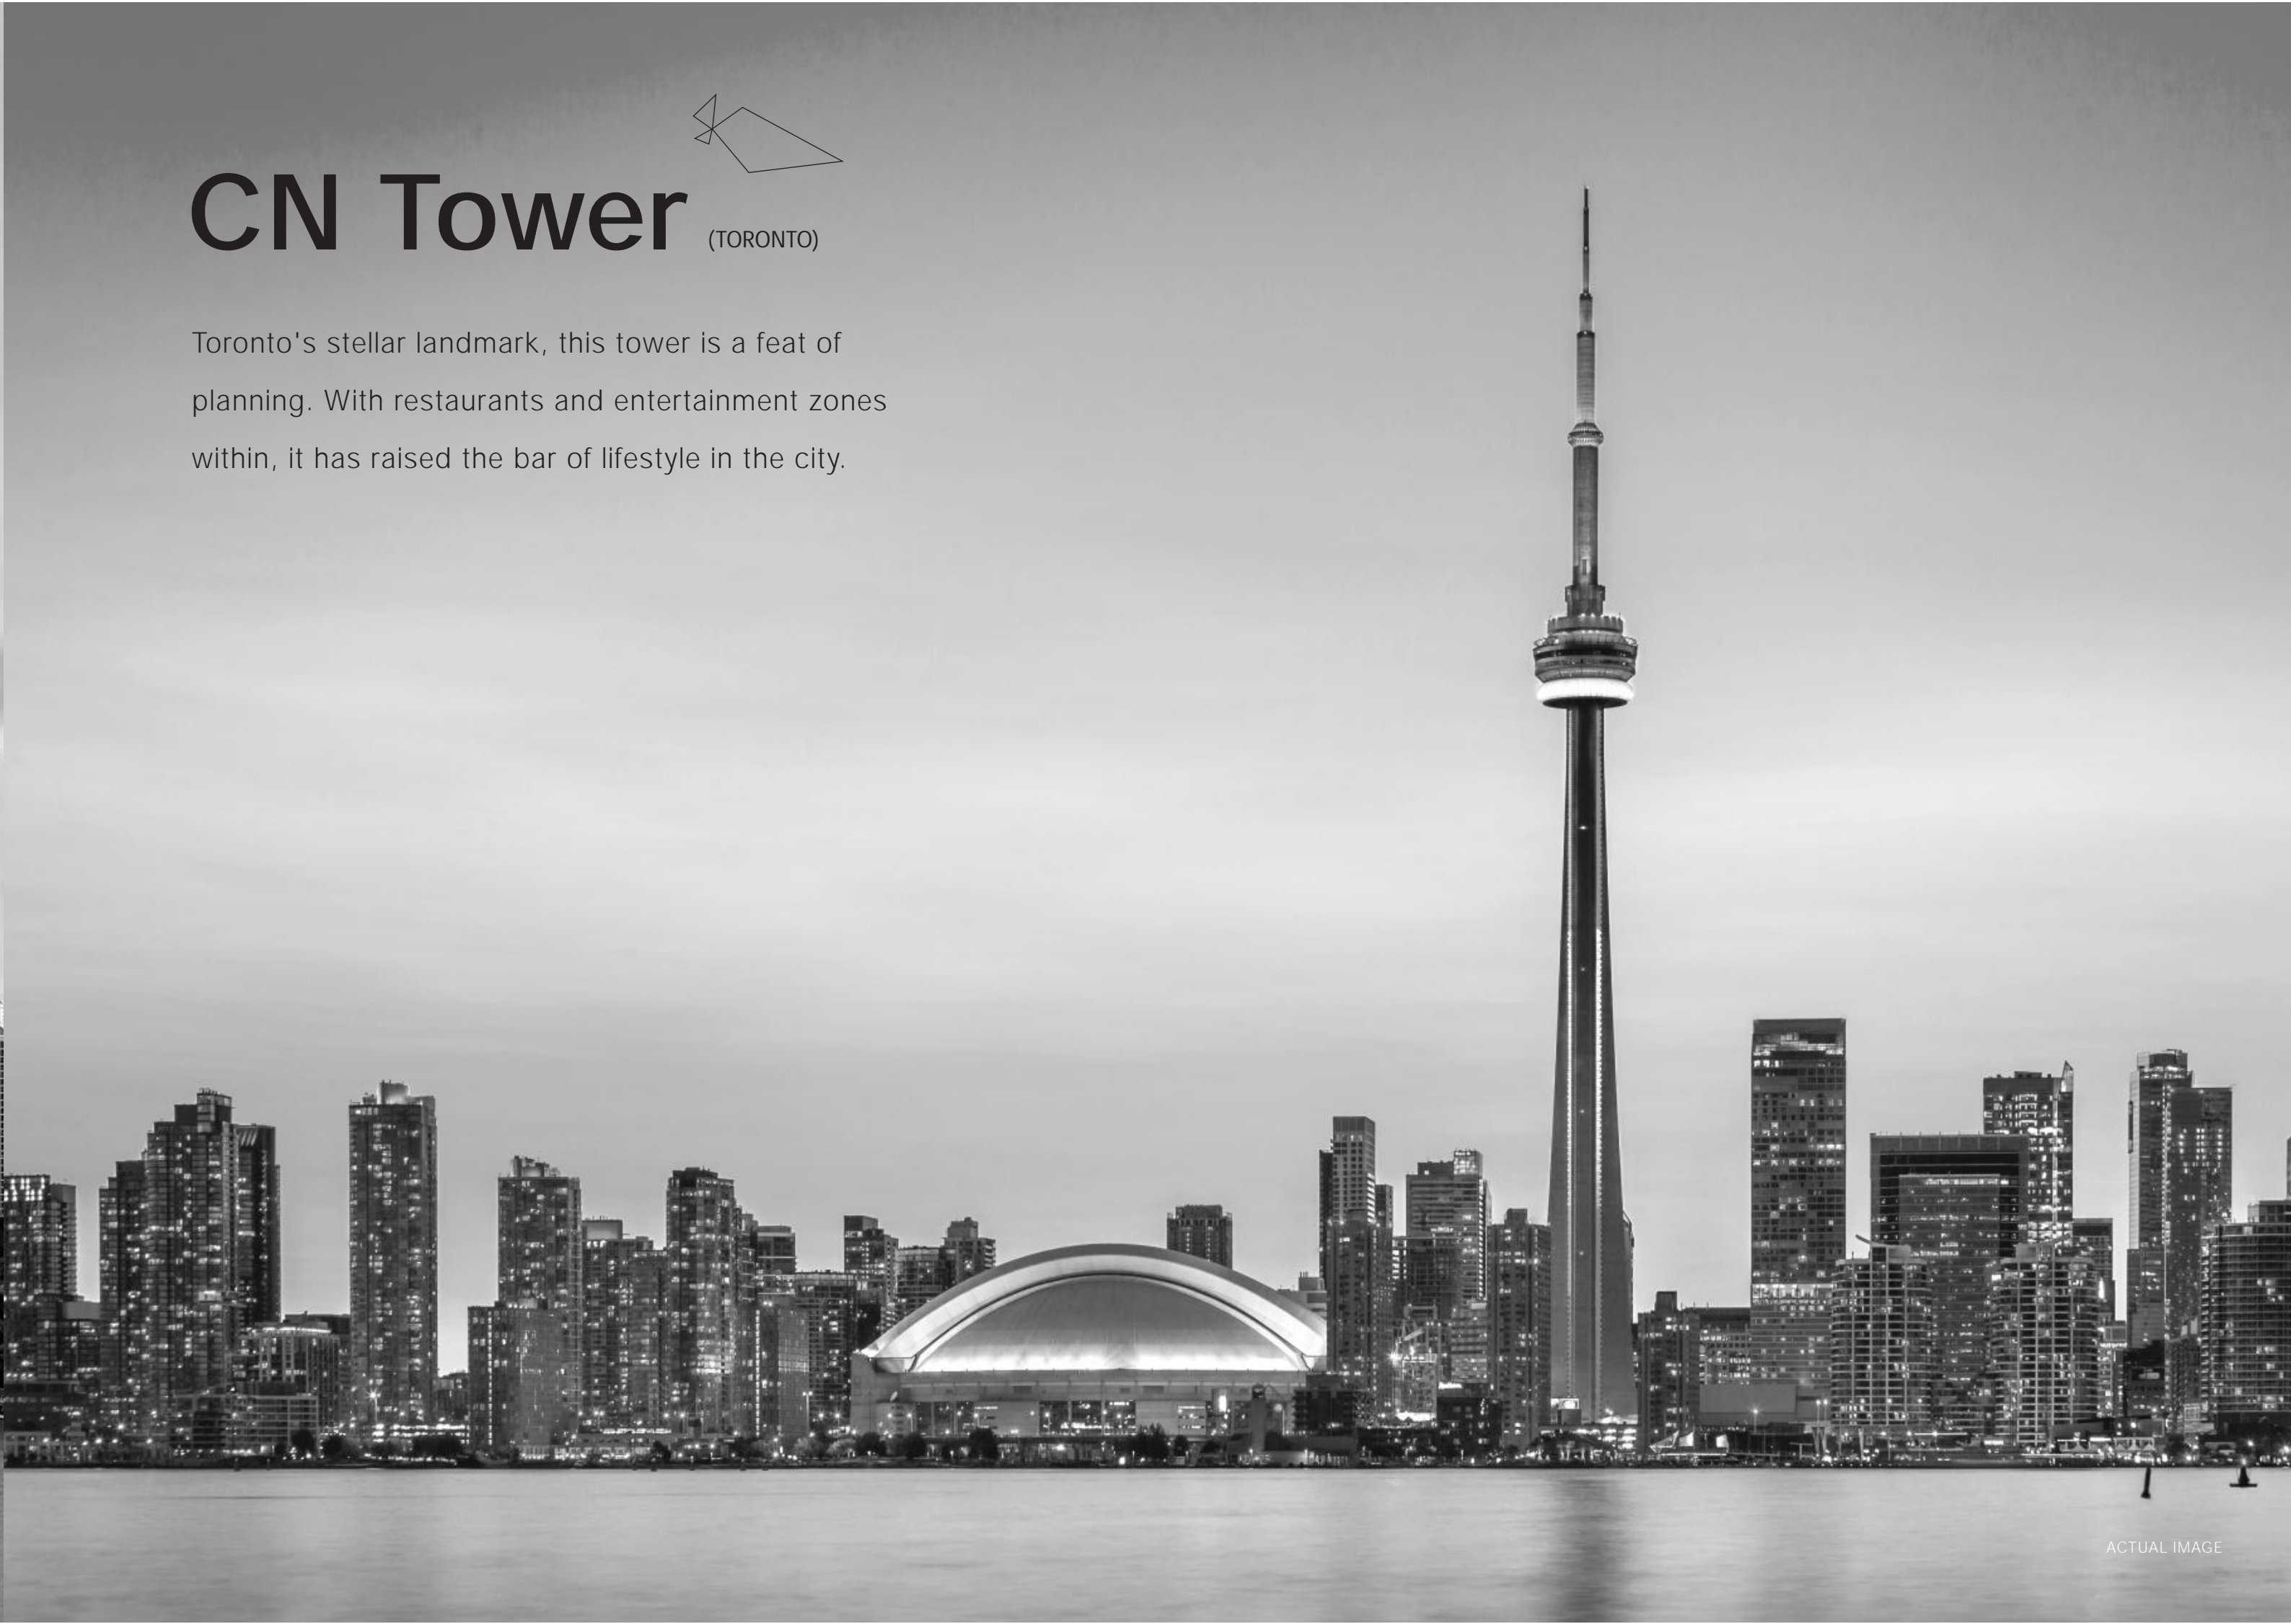 CN Tower (TORONTO)
Toronto's stellar landmark, this tower is a feat of
planning. With restaurants and entertainment zones
within, it has raised the bar of lifestyle in the city.
ACTUAL IMAGE